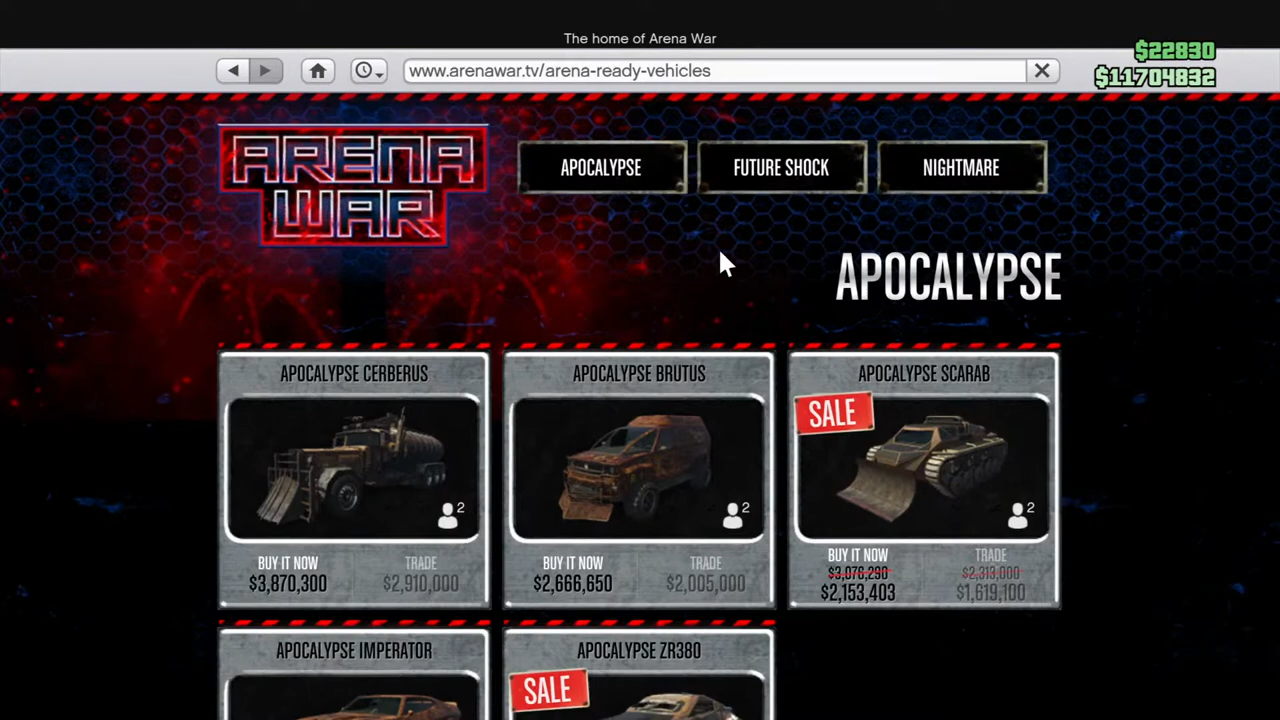 The home of Arena War
$22830
www.arenawar.tv/arena-ready-vehicles
$11704832
ARENA WAR
APOCALYPSE
FUTURE SHOCK
NIGHTMARE
APOCALYPSE
APOCALYPSE CERBERUS
2
BUY IT NOW
$3,870,300
TRADE
$2,910,000
APOCALYPSE BRUTUS
2
BUY IT NOW
$2,666,650
TRADE
$2,005,000
APOCALYPSE SCARAB
SALE
2
BUY IT NOW
$3,076,290
$2,153,403
TRADE
$2,313,000
$1,619,100
APOCALYPSE IMPERATOR
APOCALYPSE ZR380
SALE